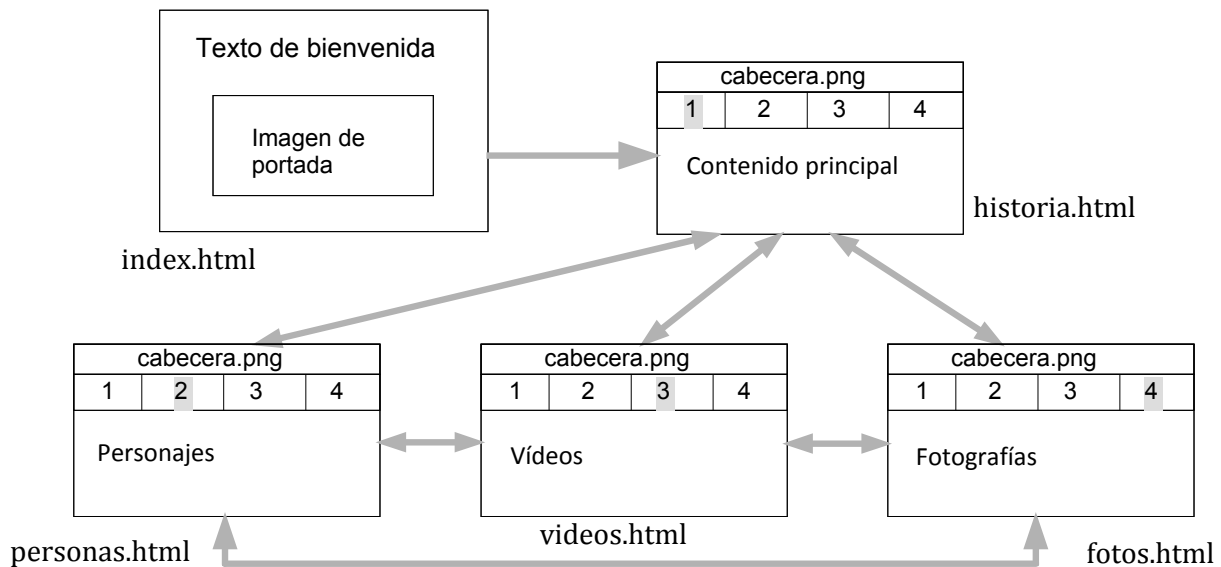 Texto de bienvenida
Imagen de
portada
index.html
cabecera.png
1 2 3 4
Contenido principal
historia.html
cabecera.png
1 2 3 4
Personajes
personas.html
cabecera.png
1 2 3 4
Vídeos
videos.html
cabecera.png
1 2 3 4
Fotografías
fotos.html